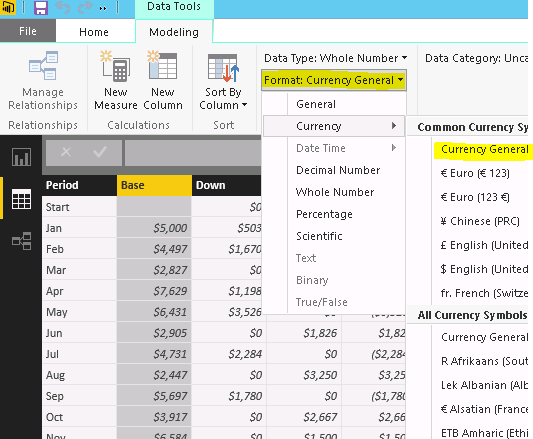 Data Tools
File Home Modeling
Data Type: Whole Number Data Category: Unca
Format: Currency General
Manage Relationships New Measure New Column Sort By Column
Relationships Calculations Sort
General
Currency
Date Time
Decimal Number
Whole Number
Percentage
Scientific
Text
Binary
True/False
Common Currency Sy
Currency General
€ Euro (€ 123)
€ Euro (123 €)
¥ Chinese (PRC)
£ English (United
$ English (United
fr. French (Switze
All Currency Symbols
Currency General
R Afrikaans (Sout
Lek Albanian (Alb
€ Alsatian (France
ETB Amharic (Ethi
Period Base Down
Start $0
Jan $5,000 $503
Feb $4,497 $1,670
Mar $2,827 $0
Apr $7,629 $1,198
May $6,431 $3,526
Jun $2,905 $0 $1,826 $1,82
Jul $4,731 $2,284 $0 ($2,284
Aug $2,447 $0 $3,250 $3,25
Sep $5,697 $1,780 $0 ($1,780
Oct $3,917 $0 $2,667 $2,66
Nov $6,584 $0 $1,500 $1,50